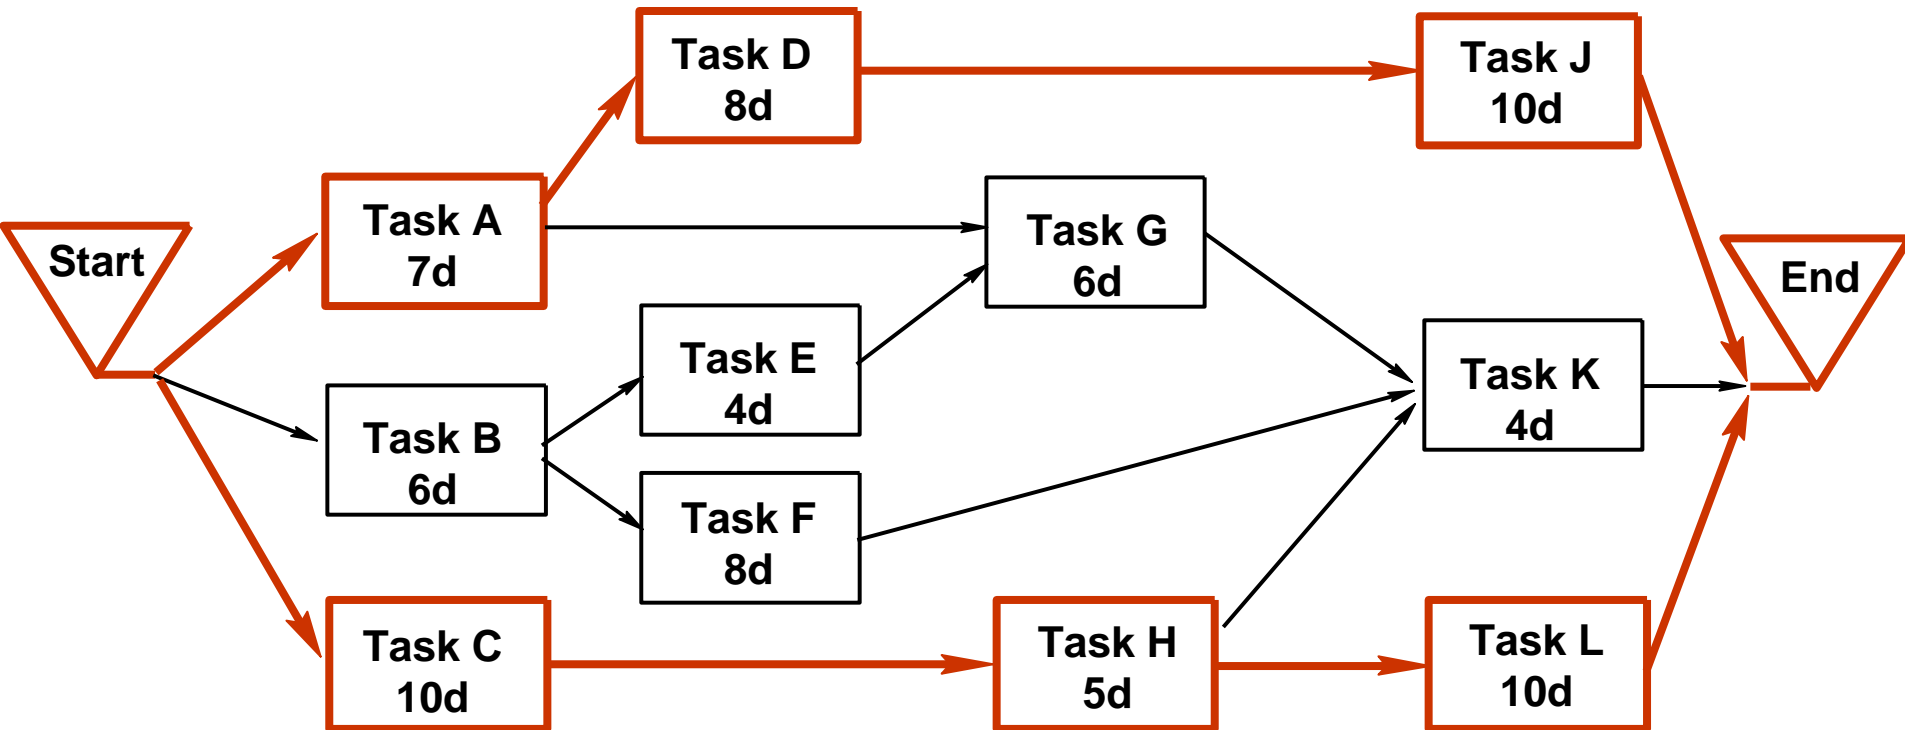 Task D
8d
Task J
10d
Task A
7d
Task G
6d
Start
End
Task E
4d
Task K
4d
Task B
6d
Task F
8d
Task C
10d
Task H
5d
Task L
10d